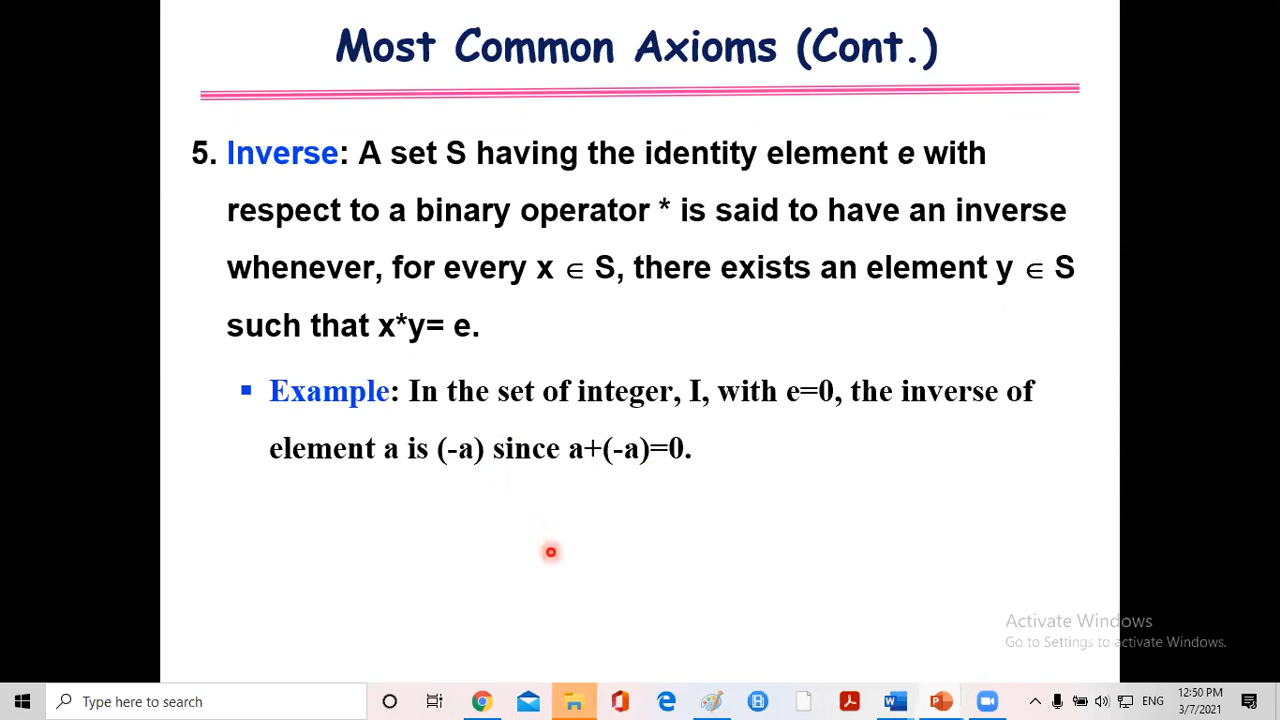 Most Common Axioms (Cont.)
5. Inverse: A set S having the identity element e with
respect to a binary operator * is said to have an inverse
whenever, for every x ∈ S, there exists an element y ∈ S
such that x*y= e.
▪ Example: In the set of integer, I, with e=0, the inverse of
element a is (-a) since a+(-a)=0.
Activate Windows
Go to Settings to activate Windows.
Type here to search
ENG
12:50 PM
3/7/2021